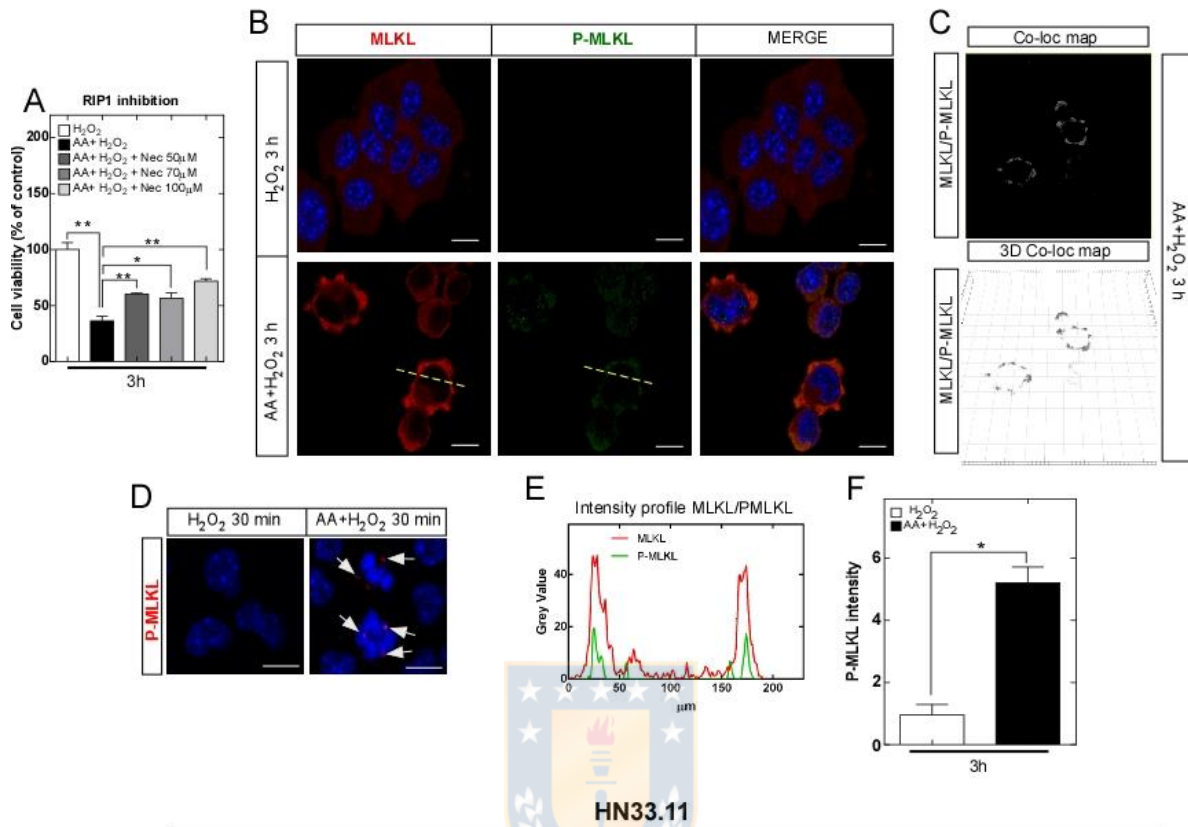 A
RIP1 inhibition
H₂O₂
AA+ H₂O₂
AA+ H₂O₂ + Nec 50μM
AA+ H₂O₂ + Nec 70μM
AA+ H₂O₂ + Nec 100μM
Cell viability (% of control)
200
150
100
50
0
**
**
*
**
3h
B
MLKL
P-MLKL
MERGE
H₂O₂ 3 h
AA+H₂O₂ 3 h
C
Co-loc map
MLKL/P-MLKL
3D Co-loc map
MLKL/P-MLKL
AA+H₂O₂ 3 h
D
H₂O₂ 30 min
AA+H₂O₂ 30 min
P-MLKL
E
Intensity profile MLKL/PMLKL
MLKL
P-MLKL
Grey Value
40
20
0
0
50
100
150
200
μm
F
H₂O₂
AA+H₂O₂
P-MLKL intensity
6
4
2
0
*
3h
HN33.11